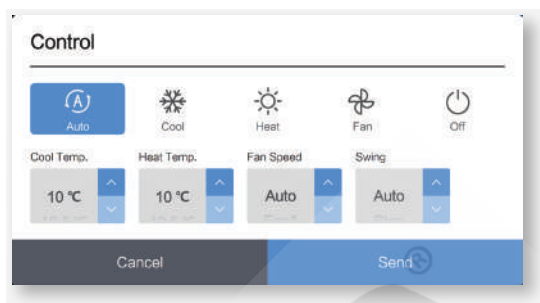 Control
A
Auto Cool Heat Fan Off
Cool Temp. Heat Temp. Fan Speed Swing
10 °C 10 °C Auto Auto
Cancel Send